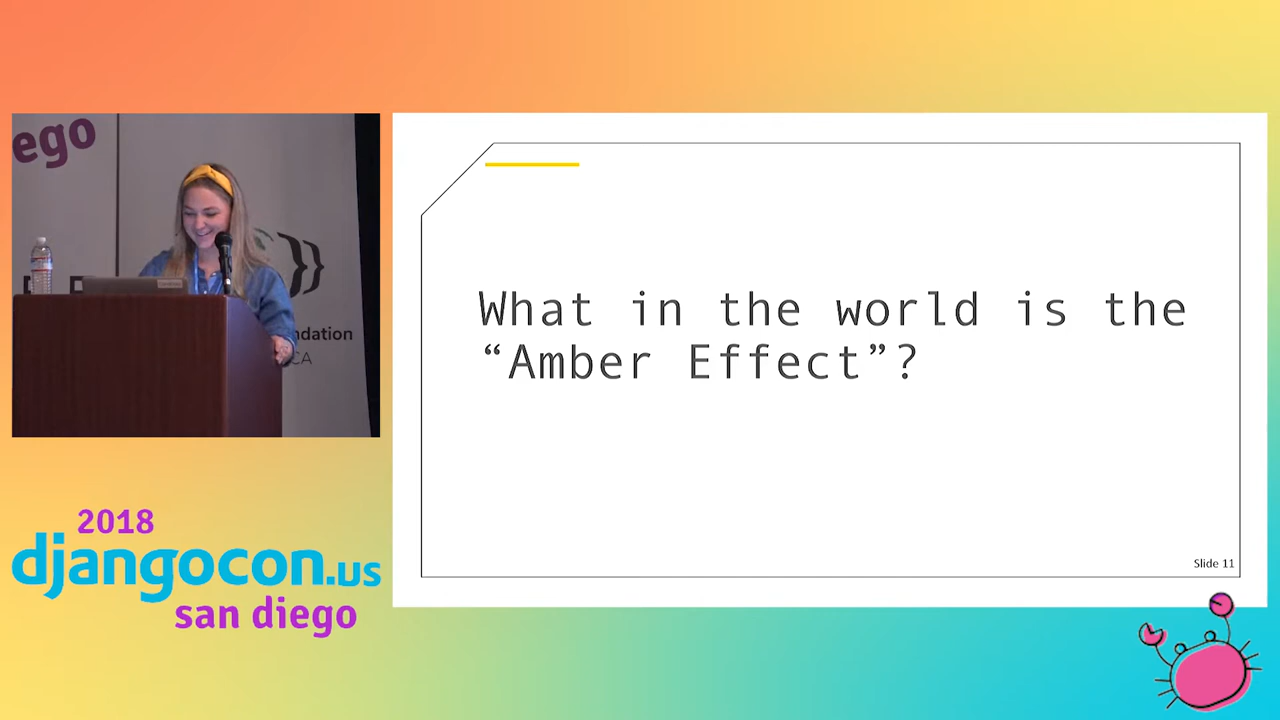 ego
ndation
CA
What in the world is the
“Amber Effect”?
Slide 11
2018
djangocon.us
san diego